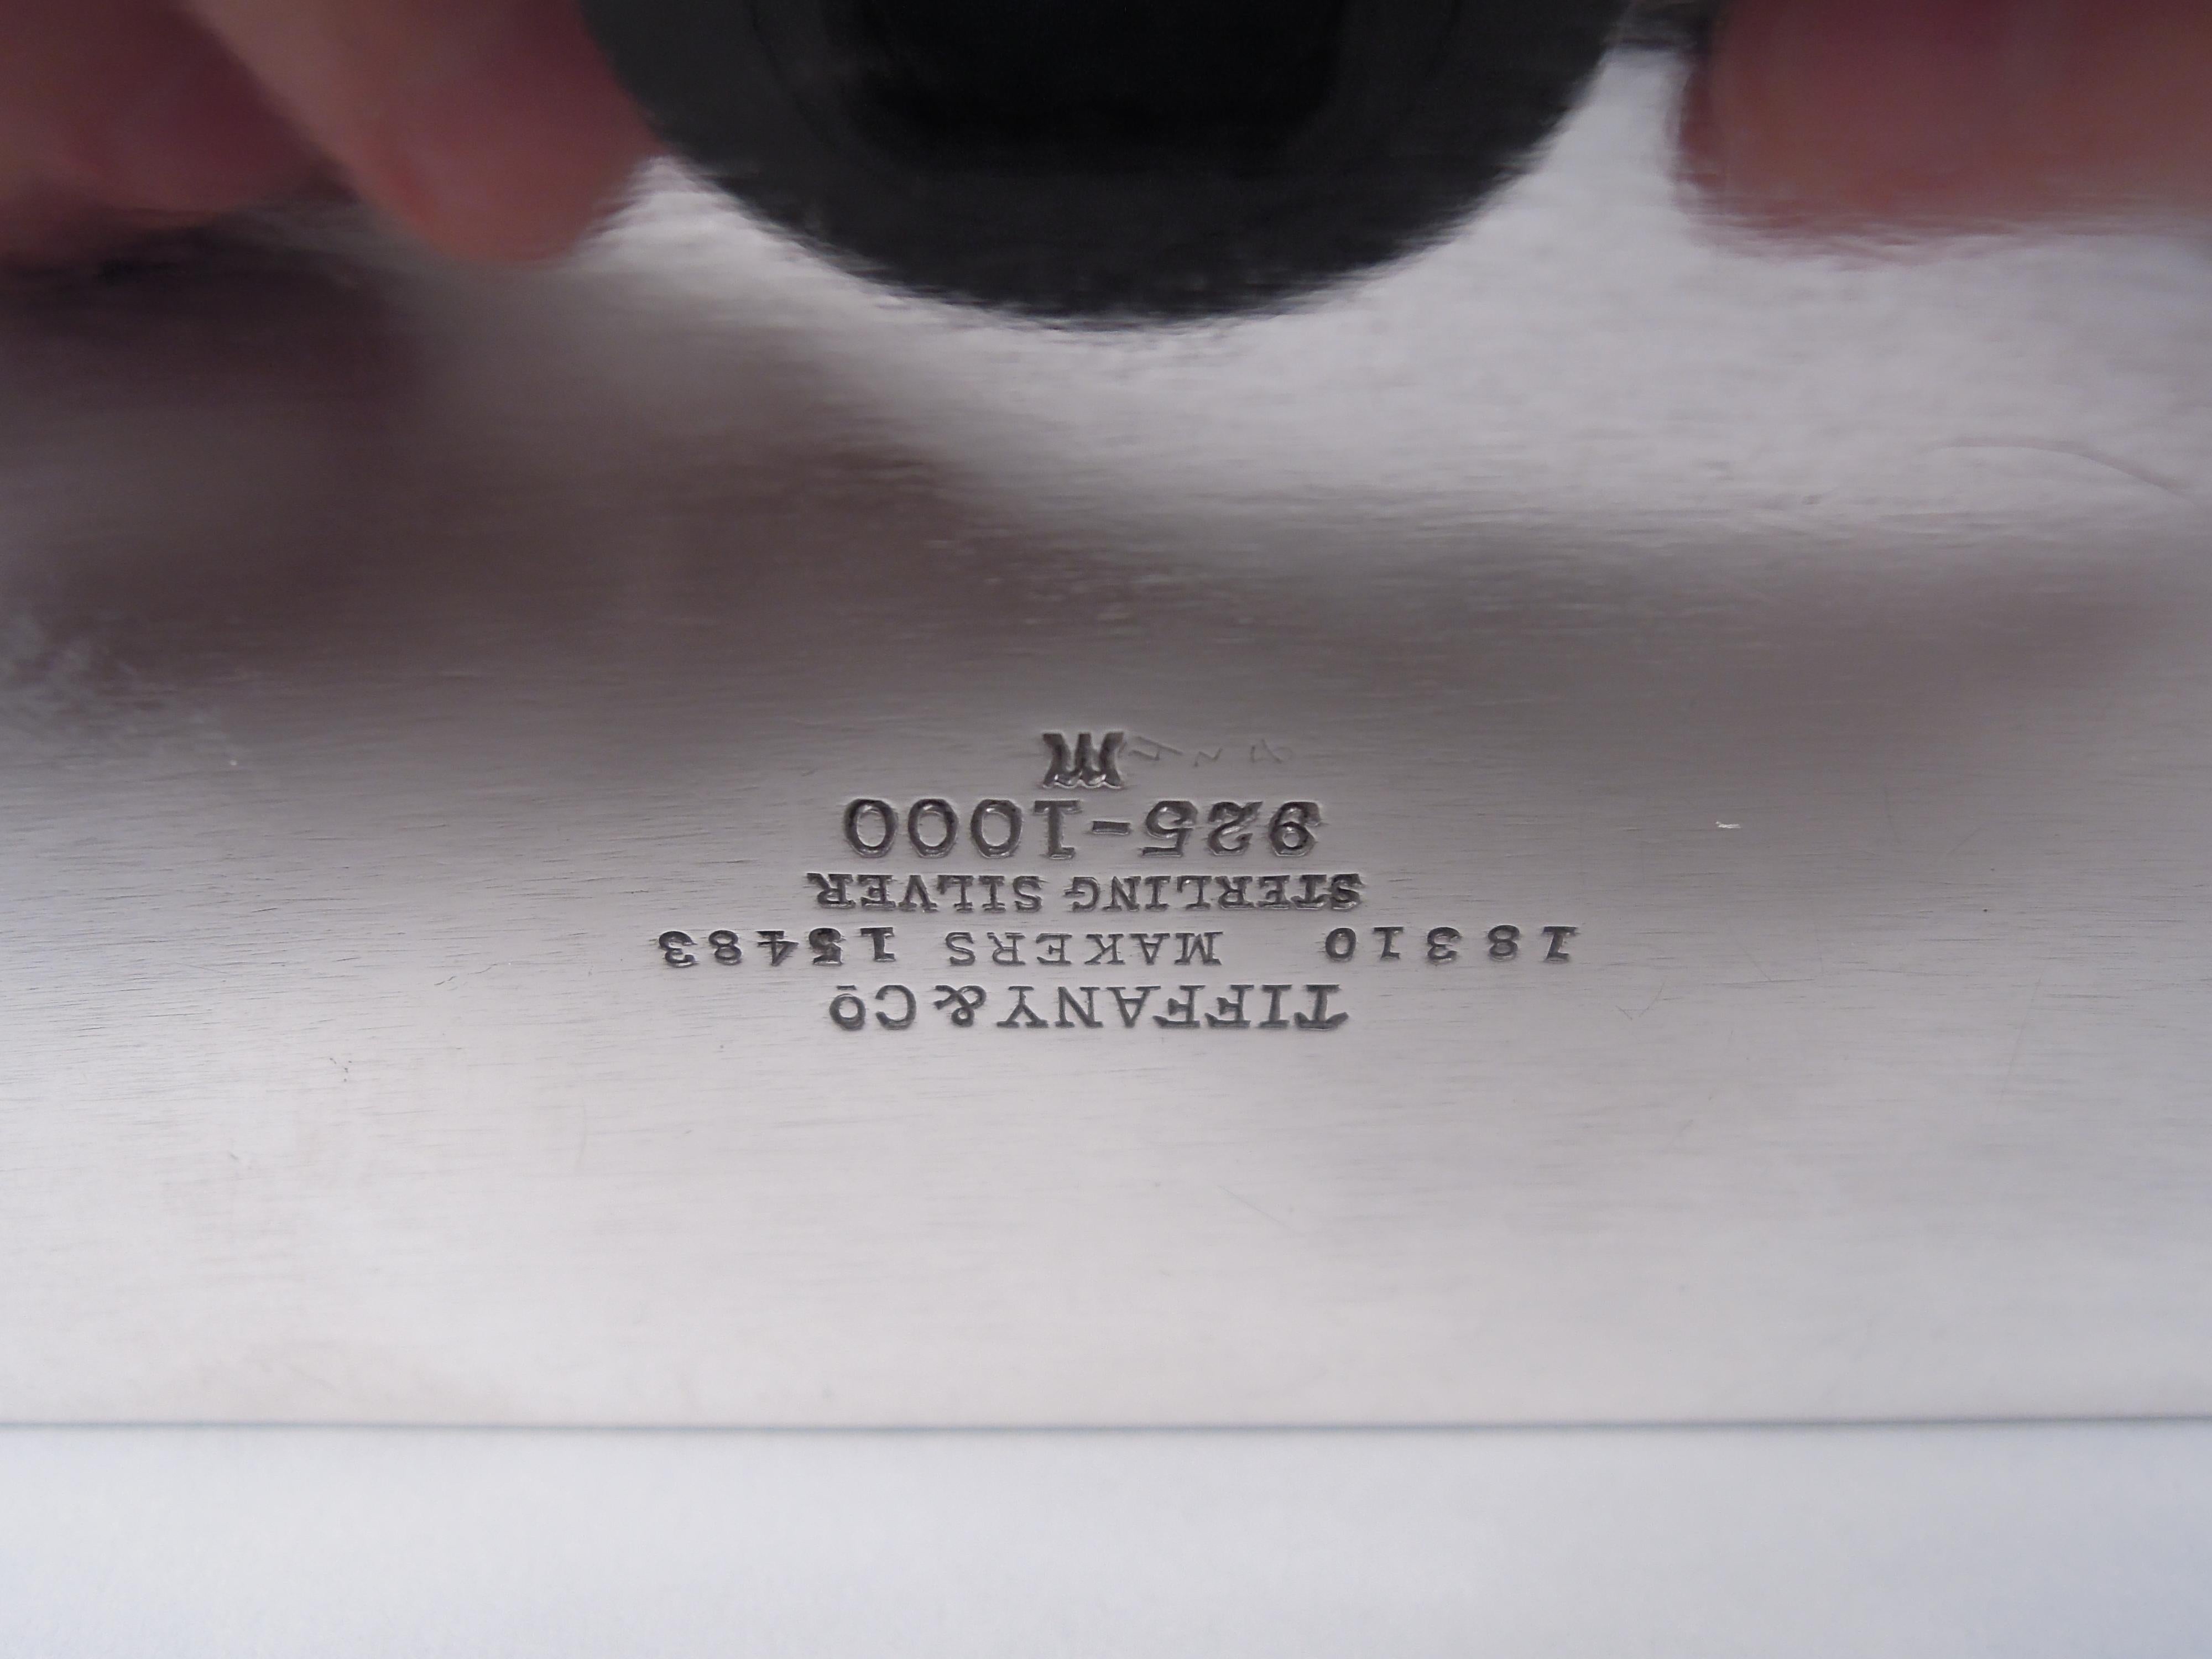 TIFFANY & Cº
18310 MAKERS 15483
STERLING SILVER
925-1000
M